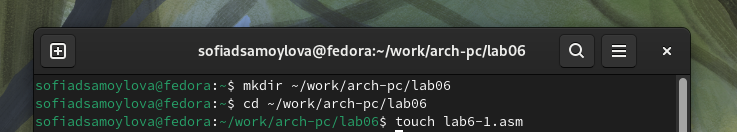 sofiadsamoylova@fedora:~/work/arch-pc/lab06
sofiadsamoylova@fedora:~$ mkdir ~/work/arch-pc/lab06
sofiadsamoylova@fedora:~$ cd ~/work/arch-pc/lab06
sofiadsamoylova@fedora:~/work/arch-pc/lab06$ touch lab6-1.asm